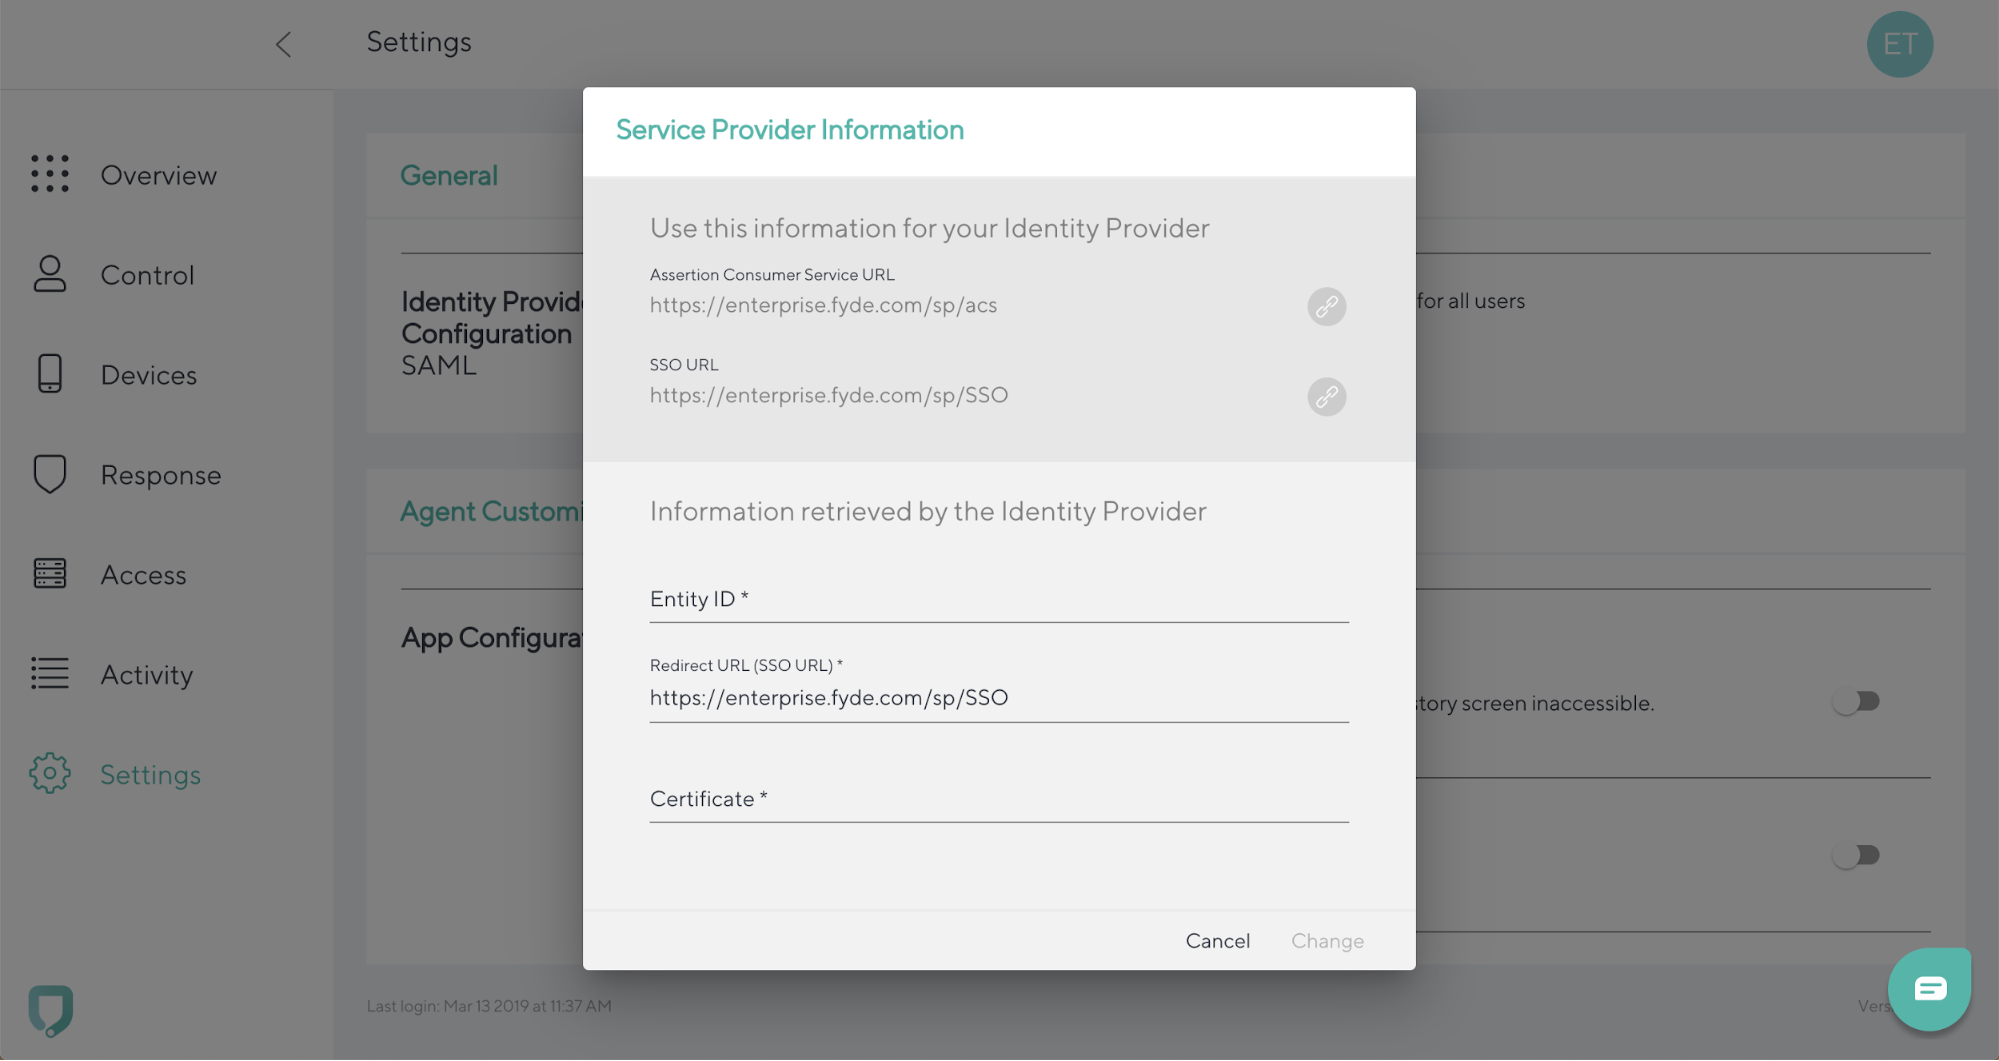 Settings
ET
Overview
Control
Devices
Response
Access
Activity
Settings
General
Identity Provid
Configuration
SAML
for all users
Agent Customi
App Configura
story screen inaccessible.
Service Provider Information
Use this information for your Identity Provider
Assertion Consumer Service URL
https://enterprise.fyde.com/sp/acs
SSO URL
https://enterprise.fyde.com/sp/SSO
Information retrieved by the Identity Provider
Entity ID *
Redirect URL (SSO URL) *
https://enterprise.fyde.com/sp/SSO
Certificate *
Cancel
Change
Last login: Mar 13 2019 at 11:37 AM
Vers